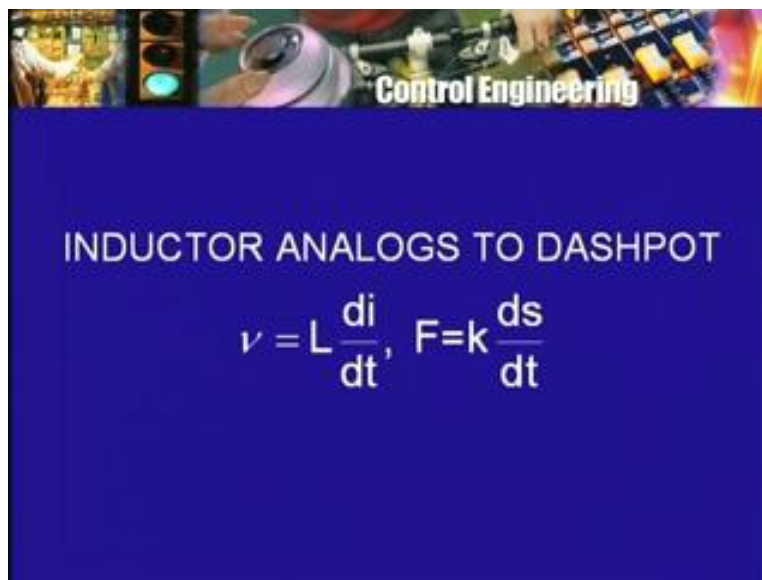 Control Engineering
INDUCTOR ANALOGS TO DASHPOT
ν = L di/dt, F=k ds/dt